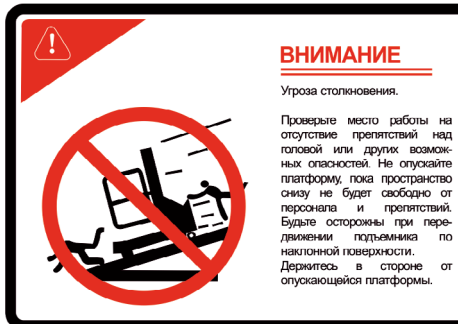 ВНИМАНИЕ
Угроза столкновения.
Проверьте место работы на
отсутствие препятствий над
головой или других возмож-
ных опасностей. Не опускайте
платформу, пока пространство
снизу не будет свободно от
персонала и препятствий.
Будьте осторожны при пере-
движении подъемника по
наклонной поверхности.
Держитесь в стороне от
опускающейся платформы.